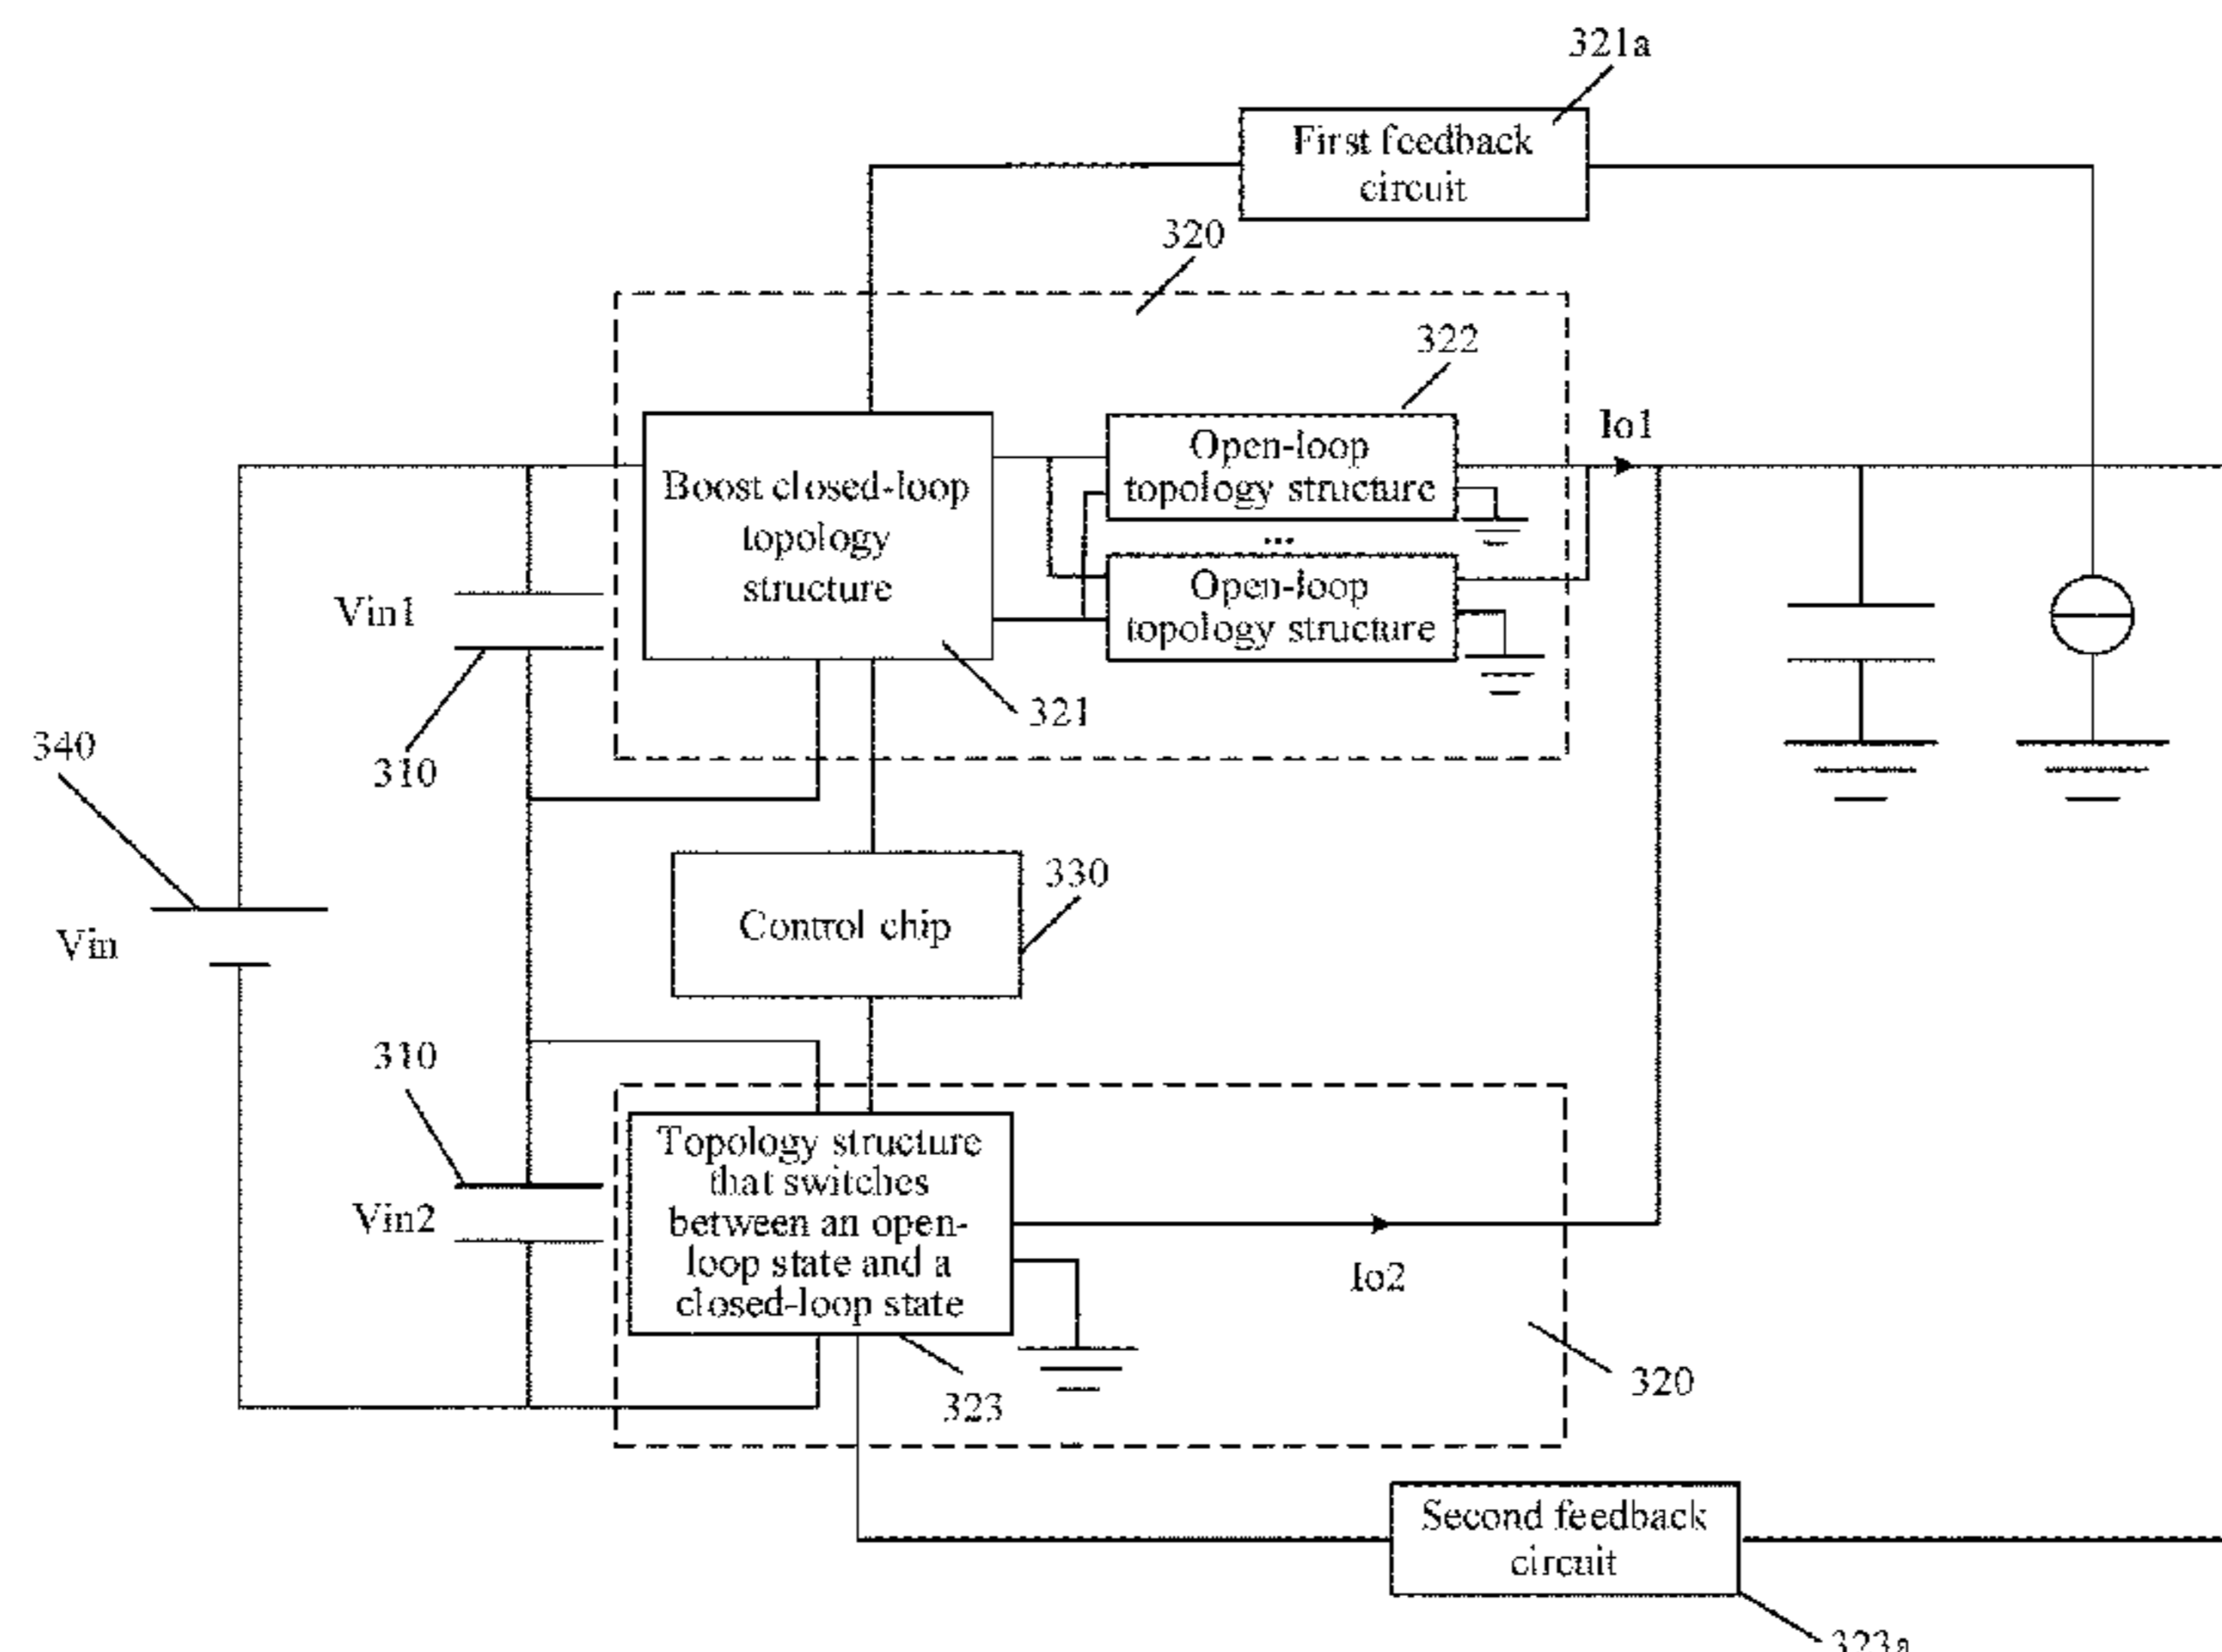 321a
First feedback
circuit
320
322
Io1
Open-loop
topology structure
Boost closed-loop
topology
structure
...
Open-loop
topology structure
Vin1
321
340
310
330
Control chip
Vin
310
Topology structure
that switches
between an open-
loop state and a
closed-loop state
Vin2
Io2
320
323
Second feedback
circuit
323a